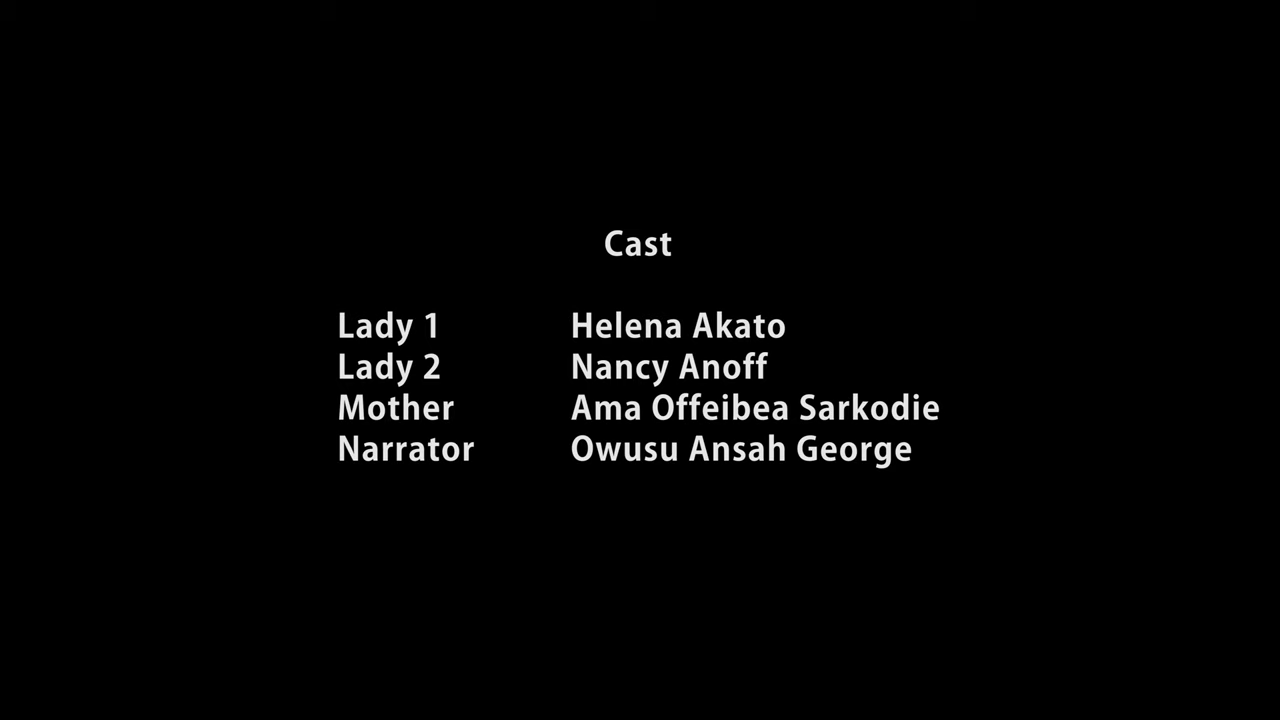 Cast
Lady 1 Helena Akato
Lady 2 Nancy Anoff
Mother Ama Offeibea Sarkodie
Narrator Owusu Ansah George